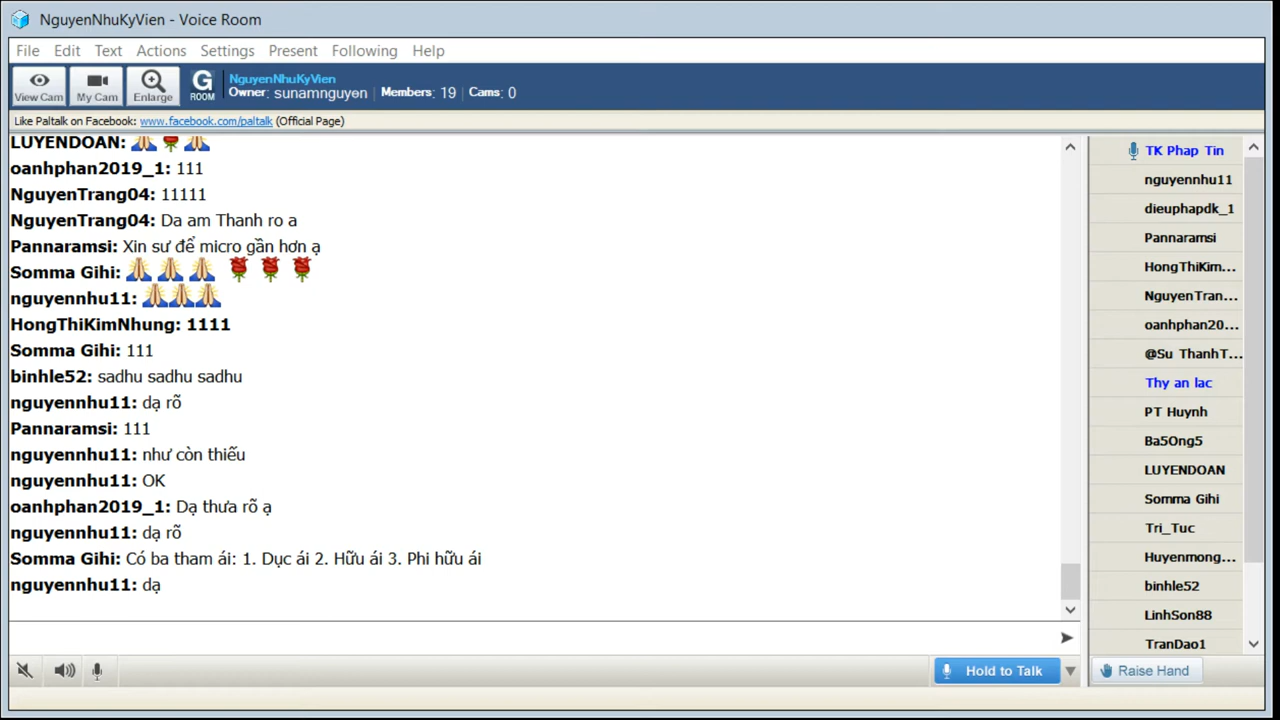 NguyenNhuKyVien - Voice Room
File Edit Text Actions Settings Present Following Help
View Cam My Cam Enlarge G ROOM NguyenNhuKyVien
Owner: sunamnguyen Members: 19 Cams: 0
Like Paltalk on Facebook: www.facebook.com/paltalk (Official Page)
LUYENDOAN:
oanhphan2019_1: 111
NguyenTrang04: 11111
NguyenTrang04: Da am Thanh ro a
Pannaramsi: Xin sư để micro gần hơn ạ
Somma Gihi:
nguyennhu11:
HongThiKimNhung: 1111
Somma Gihi: 111
binhle52: sadhu sadhu sadhu
nguyennhu11: dạ rõ
Pannaramsi: 111
nguyennhu11: như còn thiếu
nguyennhu11: OK
oanhphan2019_1: Dạ thưa rõ ạ
nguyennhu11: dạ rõ
Somma Gihi: Có ba tham ái: 1. Dục ái 2. Hữu ái 3. Phi hữu ái
nguyennhu11: dạ
TK Phap Tin
nguyennhu11
dieuphapdk_1
Pannaramsi
HongThiKim...
NguyenTran...
oanhphan20...
@Su ThanhT...
Thy an lac
PT Huynh
Ba5Ong5
LUYENDOAN
Somma Gihi
Tri_Tuc
Huyenmong...
binhle52
LinhSon88
TranDao1
Hold to Talk
Raise Hand